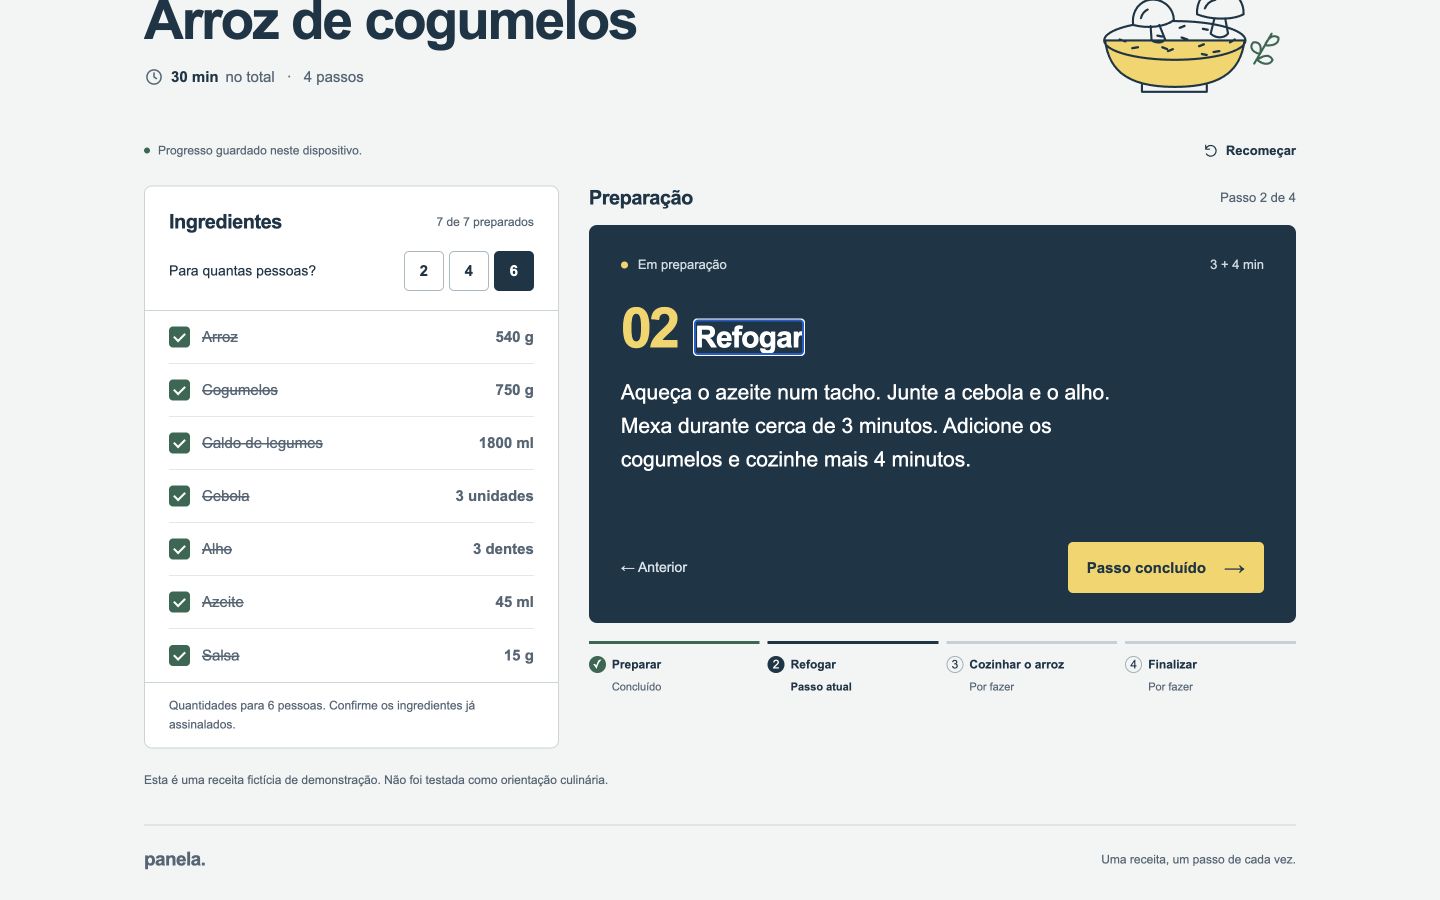 Arroz de cogumelos
30 min no total · 4 passos
Progresso guardado neste dispositivo.
Recomeçar
Ingredientes
7 de 7 preparados
Para quantas pessoas?
2 4 6
Arroz 540 g
Cogumelos 750 g
Caldo de legumes 1800 ml
Cebola 3 unidades
Alho 3 dentes
Azeite 45 ml
Salsa 15 g
Quantidades para 6 pessoas. Confirme os ingredientes já
assinalados.
Preparação
Passo 2 de 4
Em preparação
3 + 4 min
02 Refogar
Aqueça o azeite num tacho. Junte a cebola e o alho.
Mexa durante cerca de 3 minutos. Adicione os
cogumelos e cozinhe mais 4 minutos.
← Anterior
Passo concluído →
Preparar
Concluído
2 Refogar
Passo atual
3 Cozinhar o arroz
Por fazer
4 Finalizar
Por fazer
Esta é uma receita fictícia de demonstração. Não foi testada como orientação culinária.
panela.
Uma receita, um passo de cada vez.